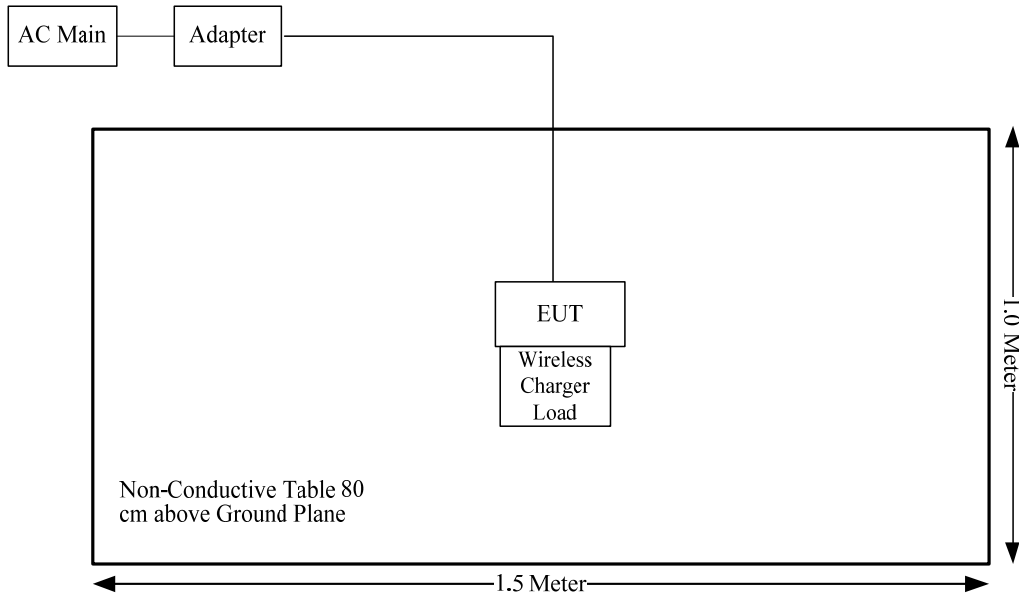 AC Main
Adapter
EUT
Wireless
Charger
Load
1.0 Meter
Non-Conductive Table 80
cm above Ground Plane
1.5 Meter